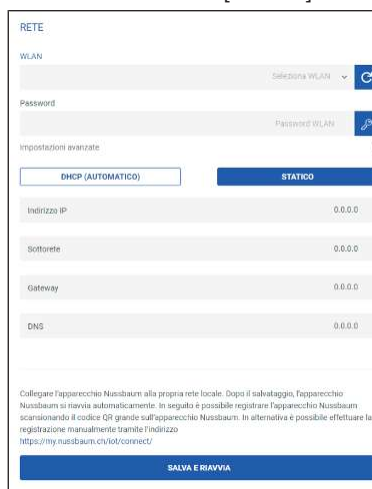 RETE
WLAN
Seleziona WLAN
Password
Password WLAN
Impostazioni avanzate
DHCP (AUTOMATICO) STATICO
Indirizzo IP 0.0.0.0
Sottorete 0.0.0.0
Gateway 0.0.0.0
DNS 0.0.0.0
Collegare l'apparecchio Nussbaum alla propria rete locale. Dopo il salvataggio, l'apparecchio
Nussbaum si riavvia automaticamente. In seguito è possibile registrare l'apparecchio Nussbaum
scansionando il codice QR grande sull'apparecchio Nussbaum. In alternativa è possibile effettuare la
registrazione manualmente tramite l'indirizzo
https://my.nussbaum.ch/iot/connect/
SALVA E RIAVVIA